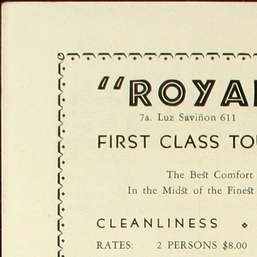 "ROYA
7a. Luz Saviñon 611
FIRST CLASS TOU
The Best Comfort
In the Midst of the Finest
CLEANLINESS
RATES: 2 PERSONS $8.00